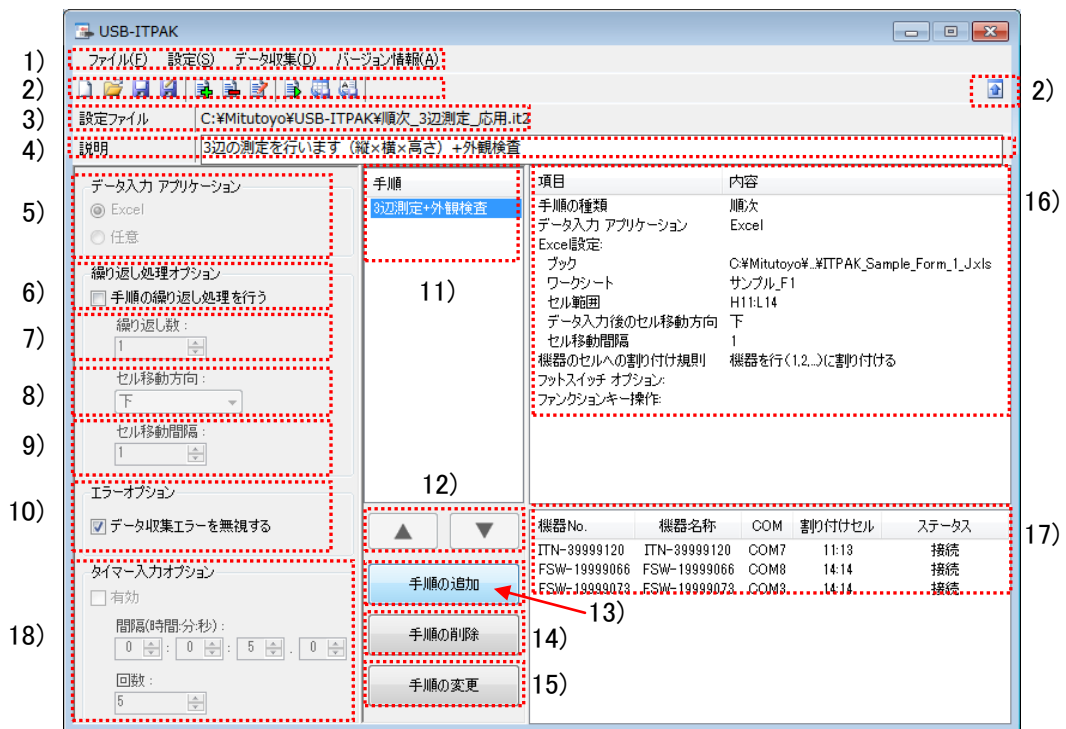 USB-ITPAK
1)
ファイル(F) 設定(S) データ収集(D) バージョン情報(A)
2)
2)
3)
設定ファイル C:¥Mitutoyo¥USB-ITPAK¥順次_3辺測定_応用.it2
4)
説明 3辺の測定を行います（縦×横×高さ）+外観検査
5)
データ入力 アプリケーション
Excel
任意
6)
繰り返し処理オプション
手順の繰り返し処理を行う
7)
繰り返し数 :
1
8)
セル移動方向 :
下
9)
セル移動間隔 :
1
10)
エラーオプション
データ収集エラーを無視する
18)
タイマー入力オプション
有効
間隔(時間:分:秒) :
0 : 0 : 5 . 0
回数 :
5
手順
3辺測定+外観検査
11)
12)
▲ ▼
手順の追加
13)
手順の削除
14)
手順の変更
15)
16)
項目 内容
手順の種類 順次
データ入力 アプリケーション Excel
Excel設定:
ブック C:¥Mitutoyo¥..¥ITPAK_Sample_Form_1_J.xls
ワークシート サンプル_F1
セル範囲 H11:L14
データ入力後のセル移動方向 下
セル移動間隔 1
機器のセルへの割り付け規則 機器を行(1,2,...)に割り付ける
フットスイッチ オプション:
ファンクションキー操作:
17)
機器No. 機器名称 COM 割り付けセル ステータス
ITN-39999120 ITN-39999120 COM7 11:13 接続
FSW-19999066 FSW-19999066 COM8 14:14 接続
FSW-19999073 FSW-19999073 COM3 14:14 接続